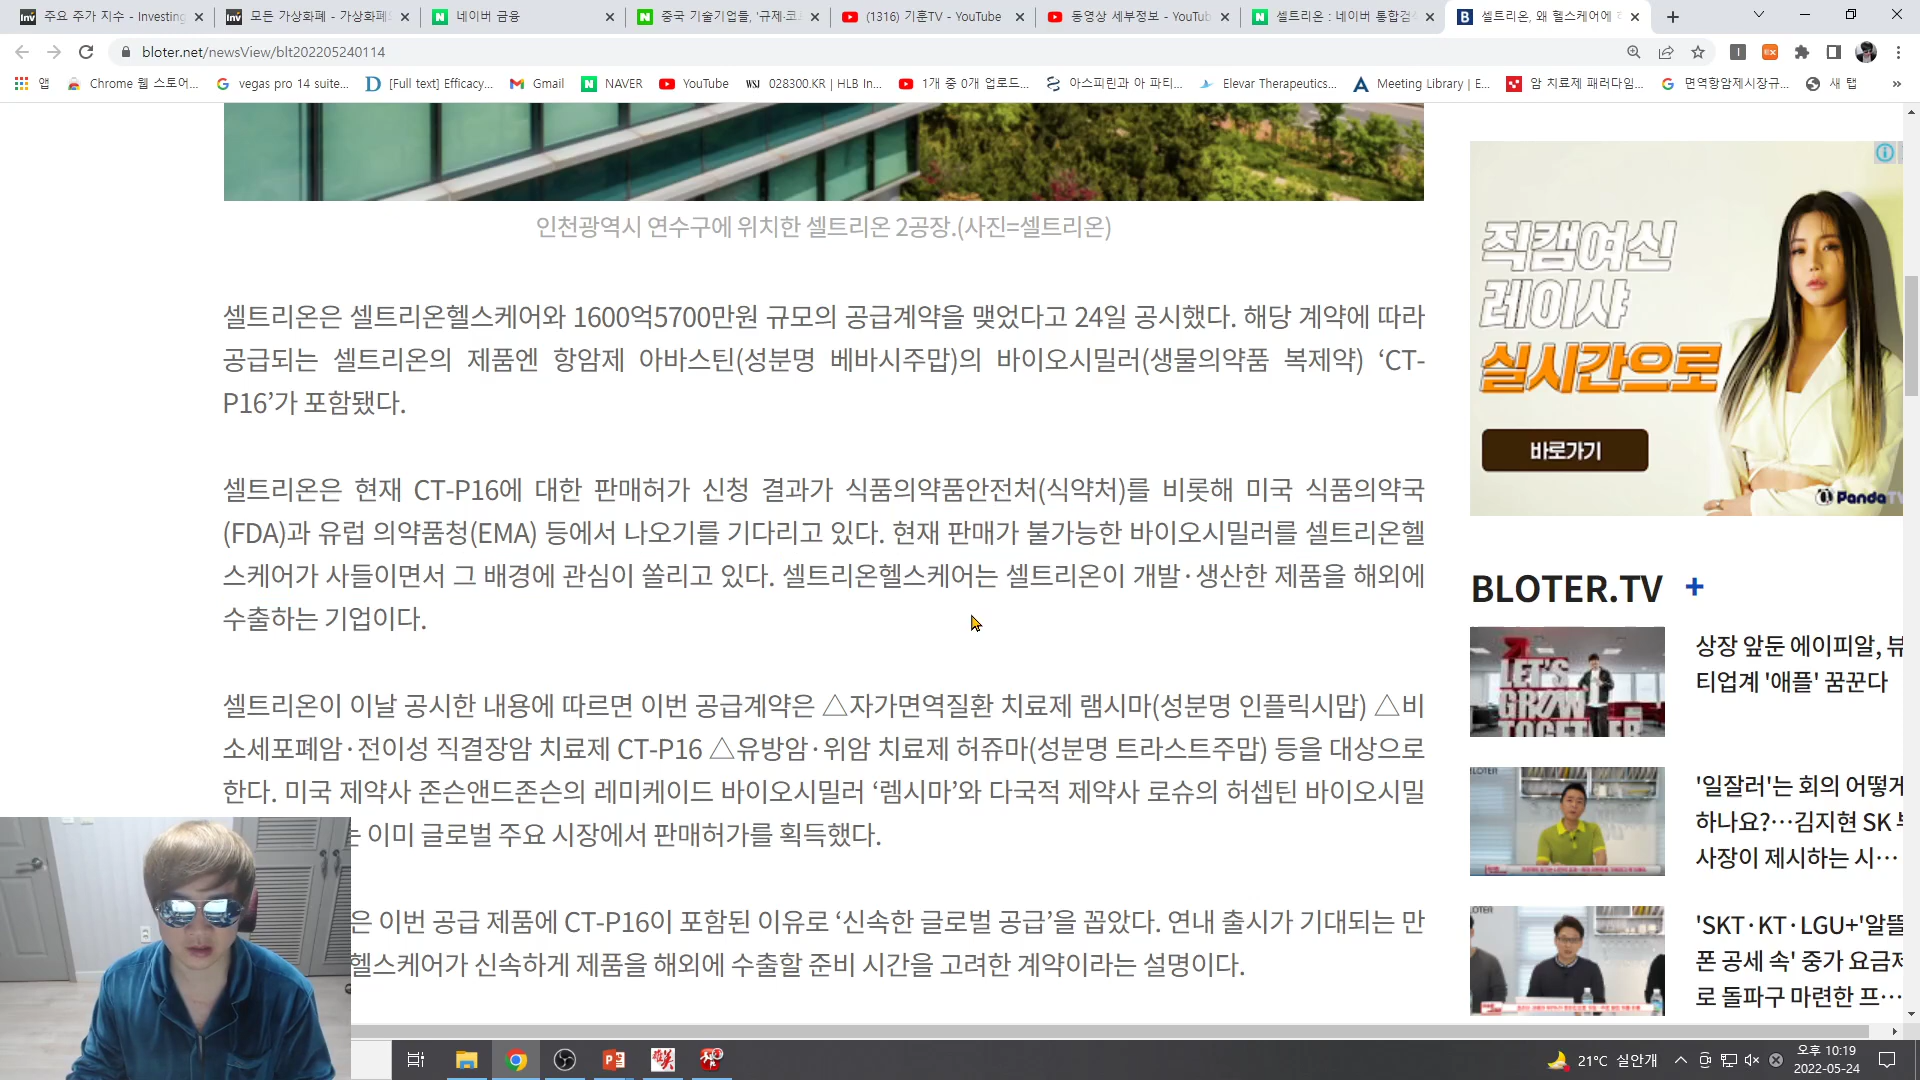 주요 주가 지수 - Investing
모든 가상화폐 - 가상화폐
네이버 금융
중국 기술기업들, '규제·코
(1316) 기훈TV - YouTube
동영상 세부정보 - YouTub
셀트리온 : 네이버 통합검
셀트리온, 왜 헬스케어에
bloter.net/newsView/blt202205240114
앱
Chrome 웹 스토어...
vegas pro 14 suite...
[Full text] Efficacy...
Gmail
NAVER
YouTube
WSJ 028300.KR | HLB In...
1개 중 0개 업로드...
아스피린과 아 파티...
Elevar Therapeutics...
Meeting Library | E...
암 치료제 패러다임...
면역항암제시장규...
새 탭
인천광역시 연수구에 위치한 셀트리온 2공장.(사진=셀트리온)
셀트리온은 셀트리온헬스케어와 1600억5700만원 규모의 공급계약을 맺었다고 24일 공시했다. 해당 계약에 따라
공급되는 셀트리온의 제품엔 항암제 아바스틴(성분명 베바시주맙)의 바이오시밀러(생물의약품 복제약) ‘CT-
P16’가 포함됐다.
셀트리온은 현재 CT-P16에 대한 판매허가 신청 결과가 식품의약품안전처(식약처)를 비롯해 미국 식품의약국
(FDA)과 유럽 의약품청(EMA) 등에서 나오기를 기다리고 있다. 현재 판매가 불가능한 바이오시밀러를 셀트리온헬
스케어가 사들이면서 그 배경에 관심이 쏠리고 있다. 셀트리온헬스케어는 셀트리온이 개발·생산한 제품을 해외에
수출하는 기업이다.
셀트리온이 이날 공시한 내용에 따르면 이번 공급계약은 △자가면역질환 치료제 램시마(성분명 인플릭시맙) △비
소세포폐암·전이성 직결장암 치료제 CT-P16 △유방암·위암 치료제 허쥬마(성분명 트라스트주맙) 등을 대상으로
한다. 미국 제약사 존슨앤드존슨의 레미케이드 바이오시밀러 ‘렘시마’와 다국적 제약사 로슈의 허셉틴 바이오시밀
이미 글로벌 주요 시장에서 판매허가를 획득했다.
은 이번 공급 제품에 CT-P16이 포함된 이유로 ‘신속한 글로벌 공급’을 꼽았다. 연내 출시가 기대되는 만
헬스케어가 신속하게 제품을 해외에 수출할 준비 시간을 고려한 계약이라는 설명이다.
직캠여신
레이샤
실시간으로
바로가기
PandaTV
BLOTER.TV +
LET'S
GROW
TOGETHER
상장 앞둔 에이피알, 뷰
티업계 '애플' 꿈꾼다
BLOTER
'일잘러'는 회의 어떻게
하나요?…김지현 SK 부
사장이 제시하는 시…
LOTER
'SKT·KT·LGU+'알뜰
폰 공세 속' 중가 요금제
로 돌파구 마련한 프…
21°C 실안개
오후 10:19
2022-05-24